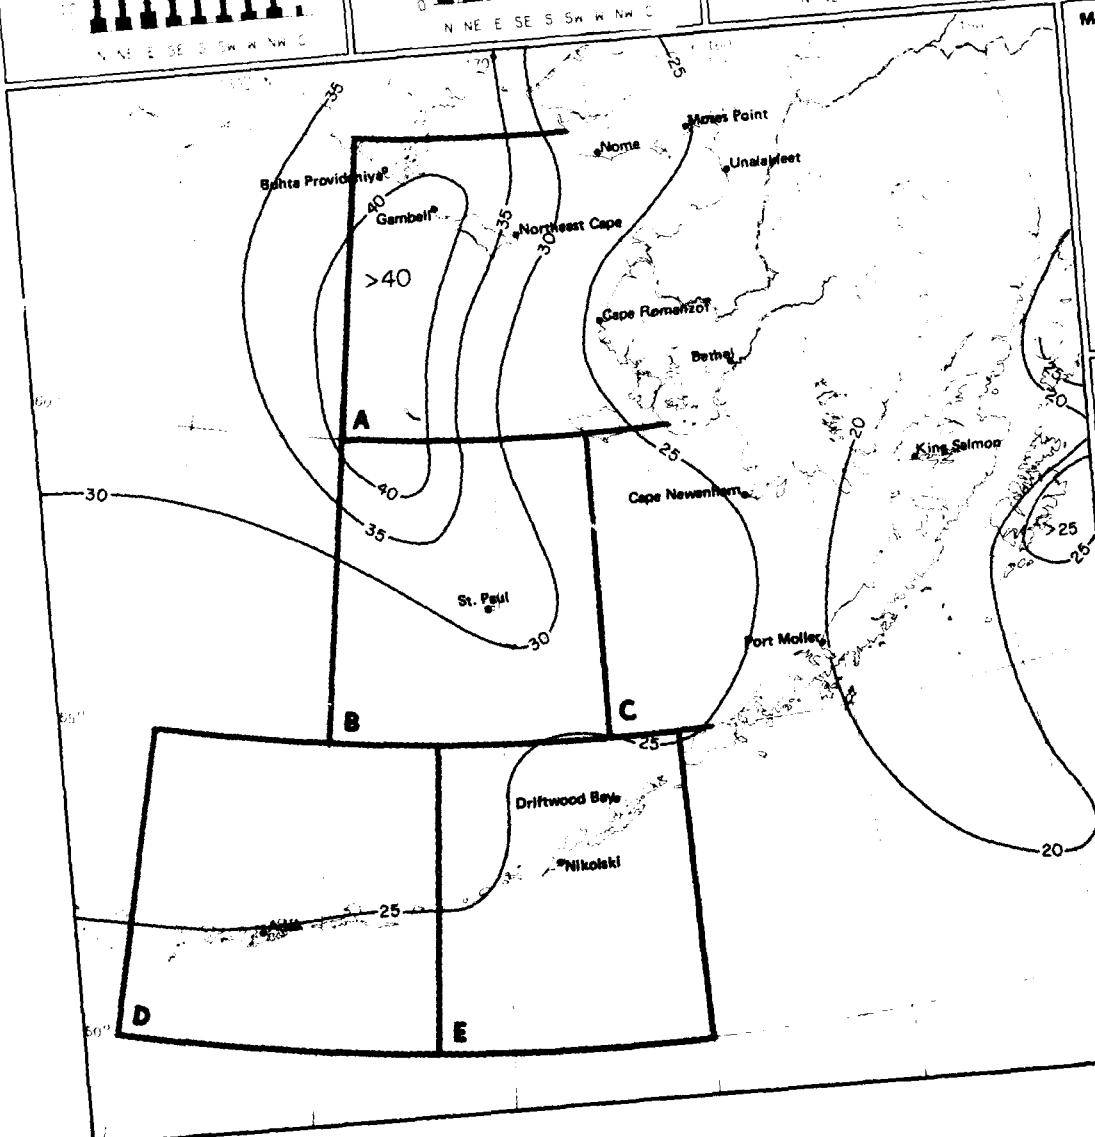 N NE E SE S SW W NW C
N NE E SE S SW W NW C
M
35
25
Moses Point
Nome
Unalakleet
Buhta Provideniya
40
Gambell
35
Northeast Cape
30
>40
Cape Romanzof
Bethel
A
25
20
King Salmon
30
40
Cape Newenham
35
>25
25
St. Paul
30
Port Moller
B
C
25
Driftwood Bay
Nikolski
20
25
D
E
50°